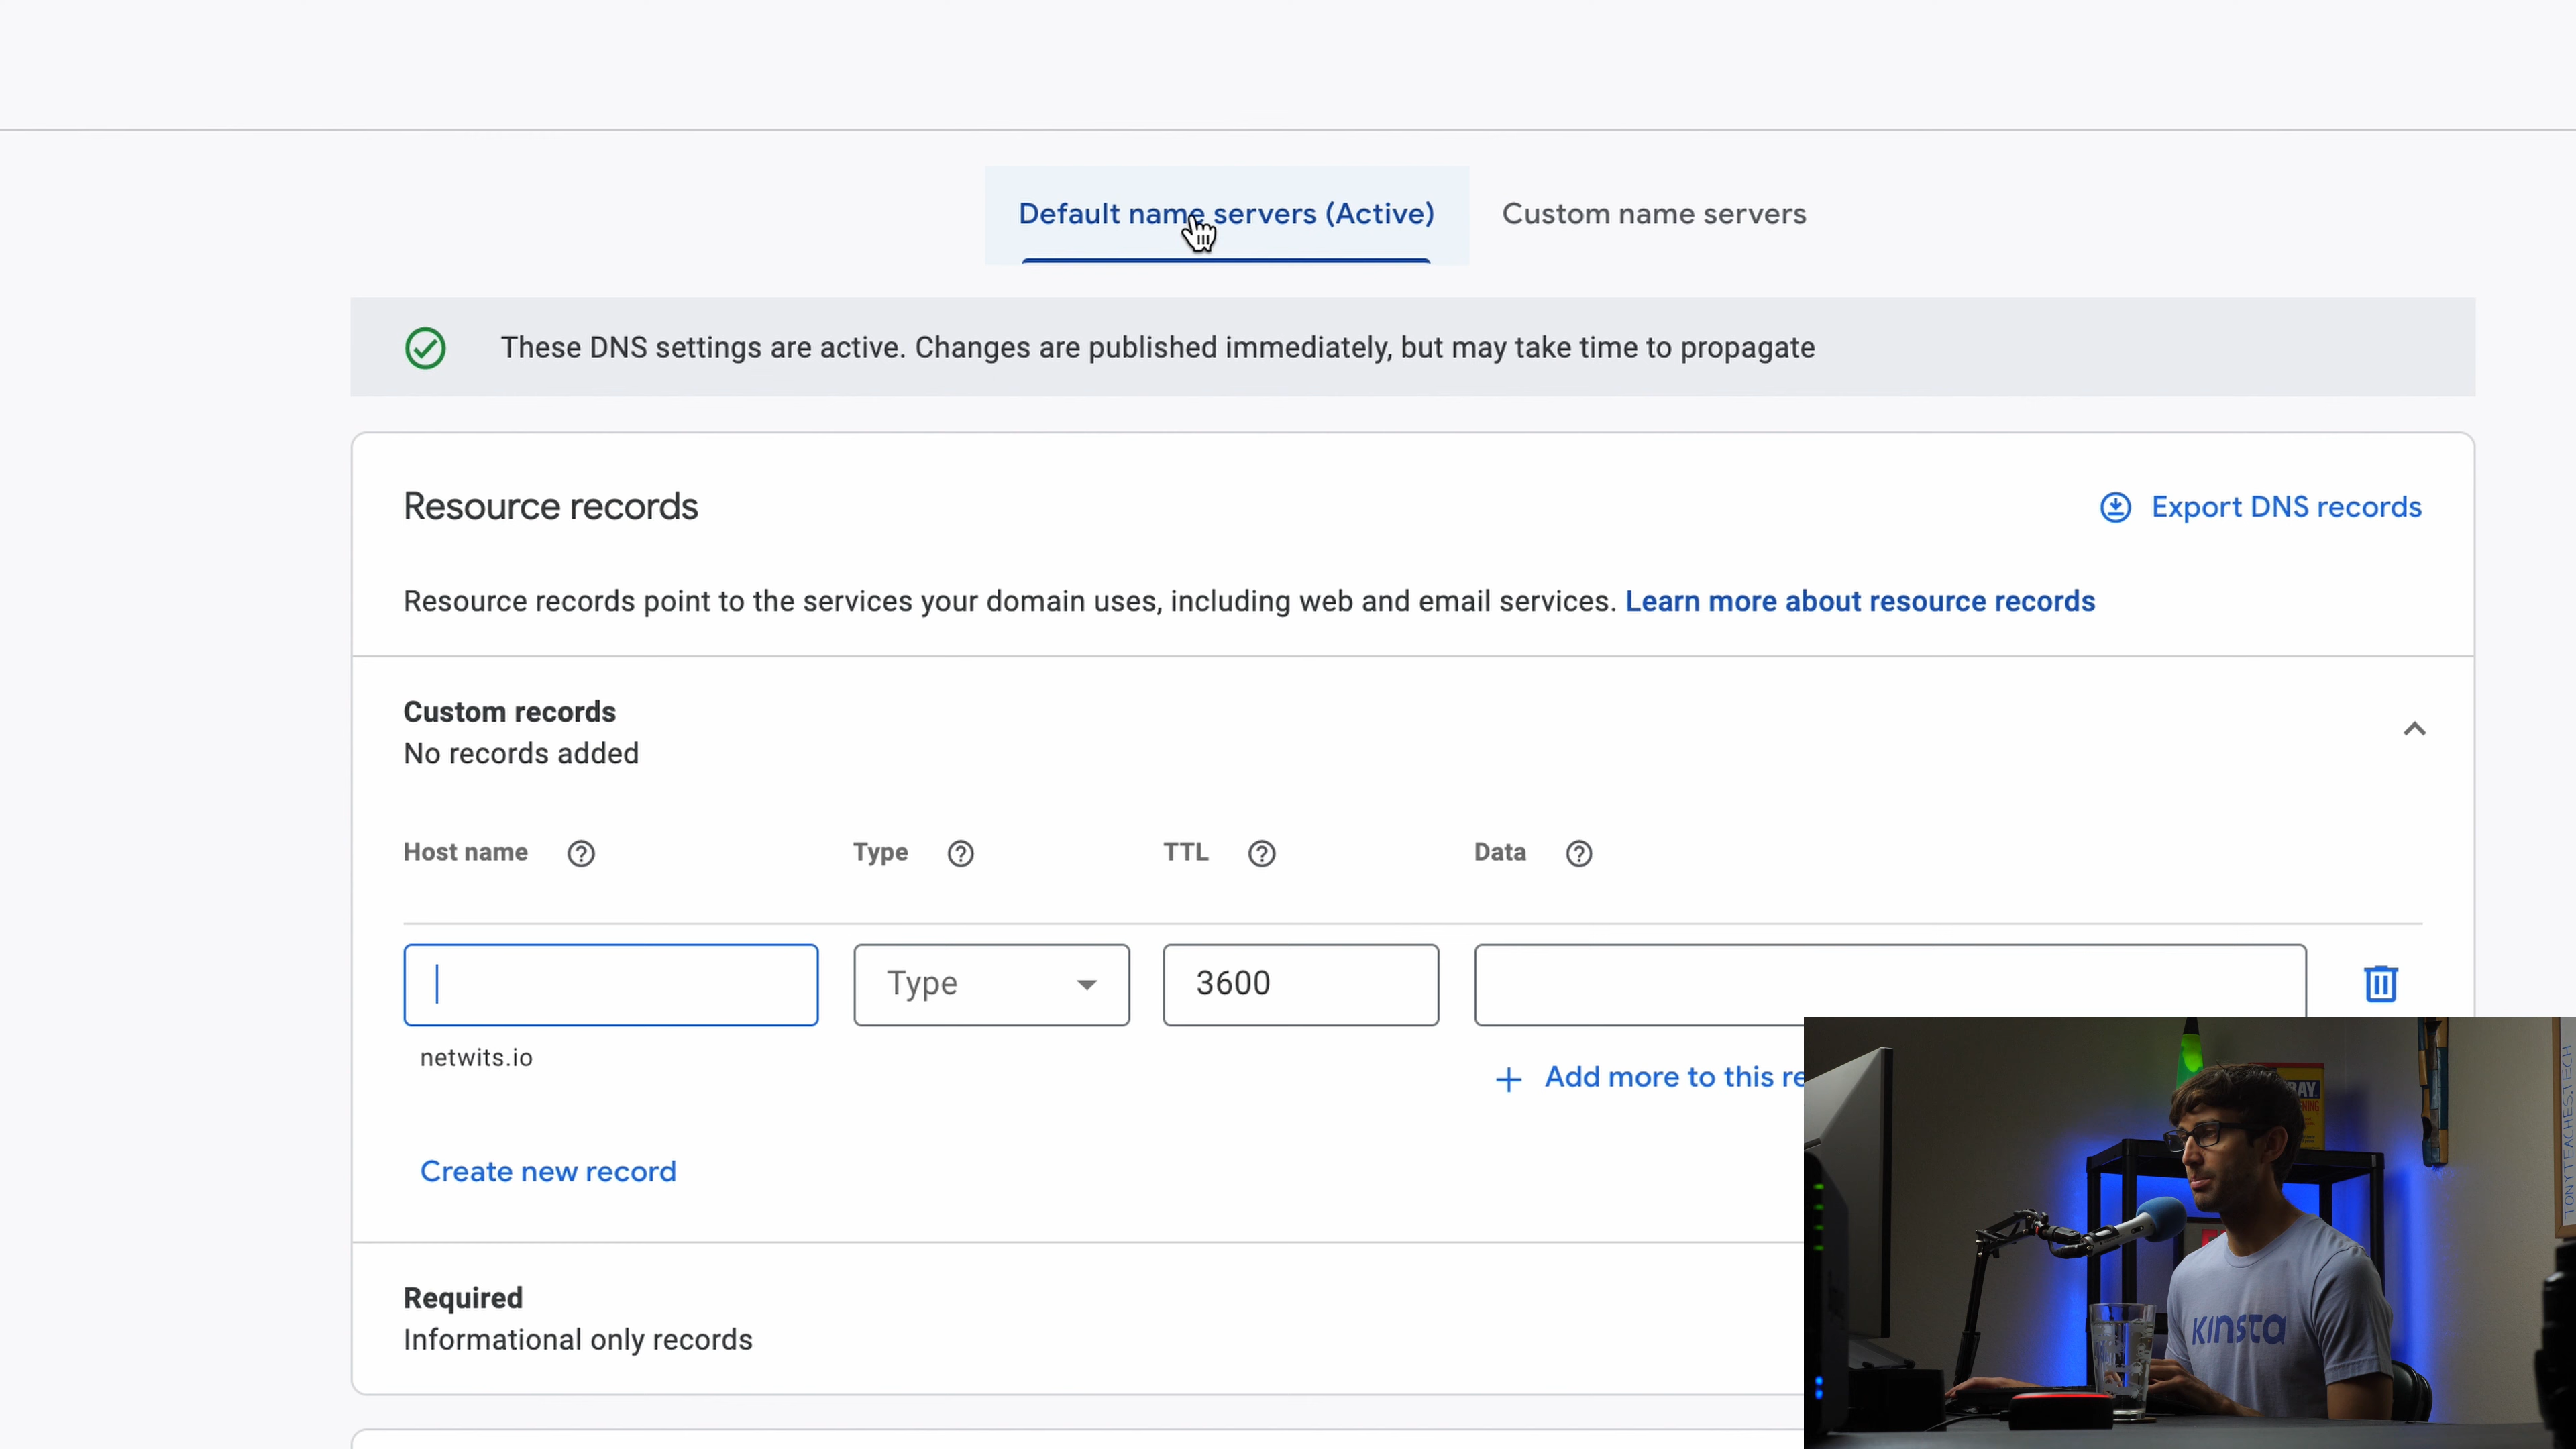 Default name servers (Active)
Custom name servers
These DNS settings are active. Changes are published immediately, but may take time to propagate
Resource records
Export DNS records
Resource records point to the services your domain uses, including web and email services. Learn more about resource records
Custom records
No records added
Host name
Type
TTL
Data
Type
3600
netwits.io
Add more to this re
Create new record
Required
Informational only records
KINSTA
TONYTEACHES.TECH